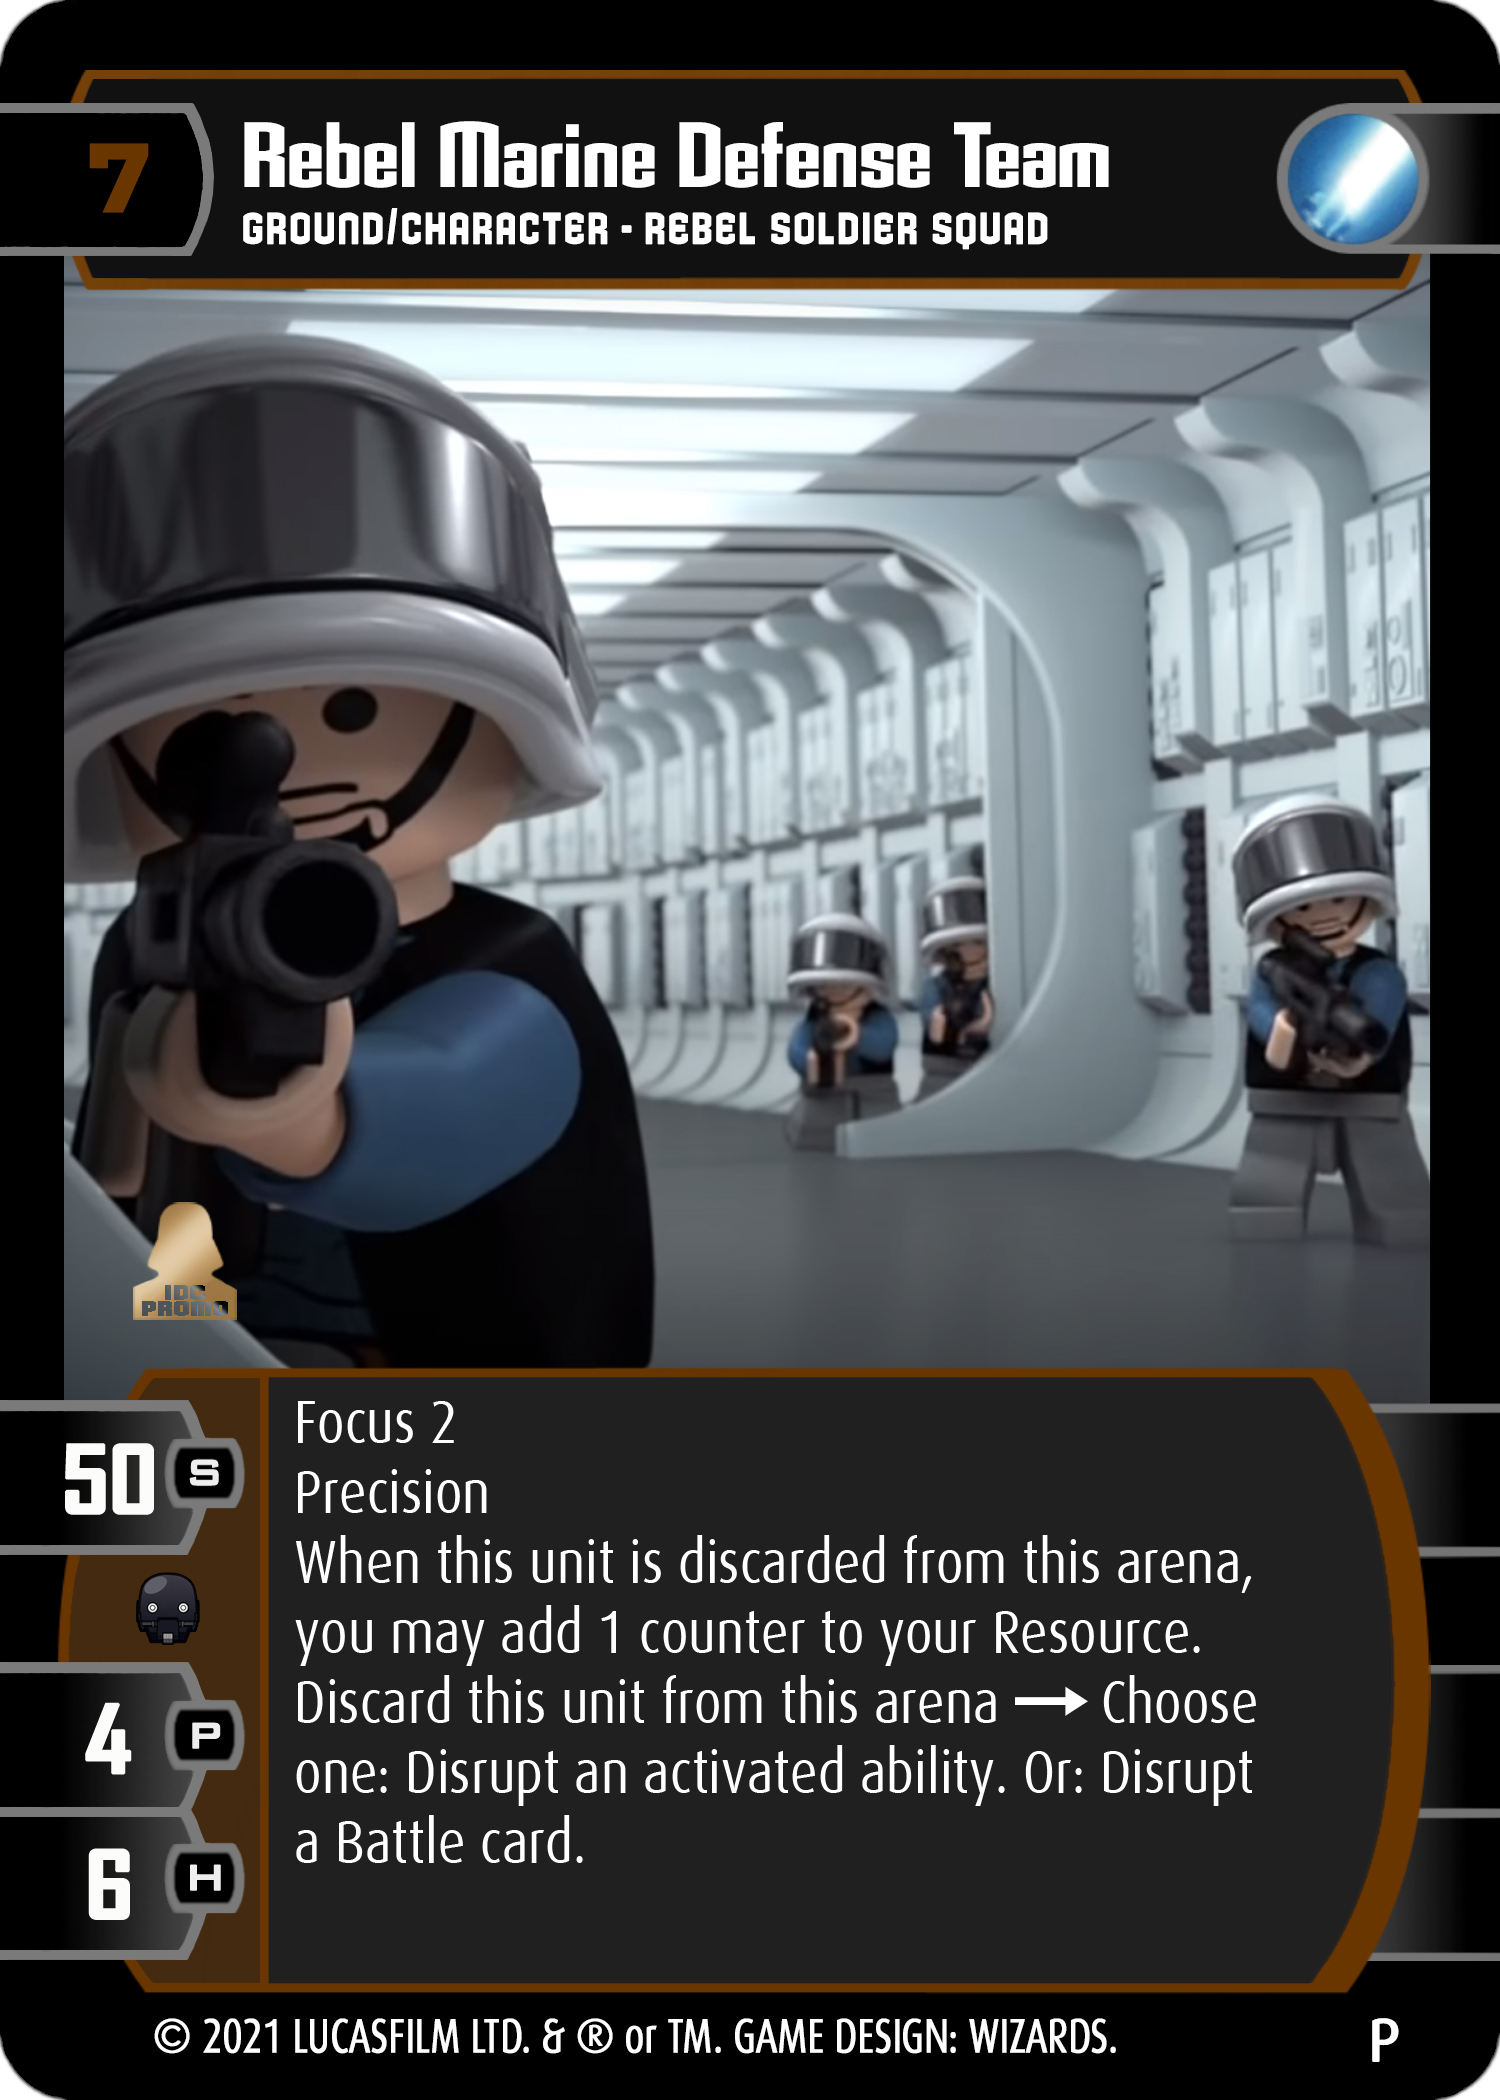 7
Rebel Marine Defense Team
GROUND/CHARACTER - REBEL SOLDIER SQUAD
IDC
PROMO
50 S
4 P
6 H
Focus 2
Precision
When this unit is discarded from this arena,
you may add 1 counter to your Resource.
Discard this unit from this arena → Choose
one: Disrupt an activated ability. Or: Disrupt
a Battle card.
© 2021 LUCASFILM LTD. & ® or TM. GAME DESIGN: WIZARDS.
P